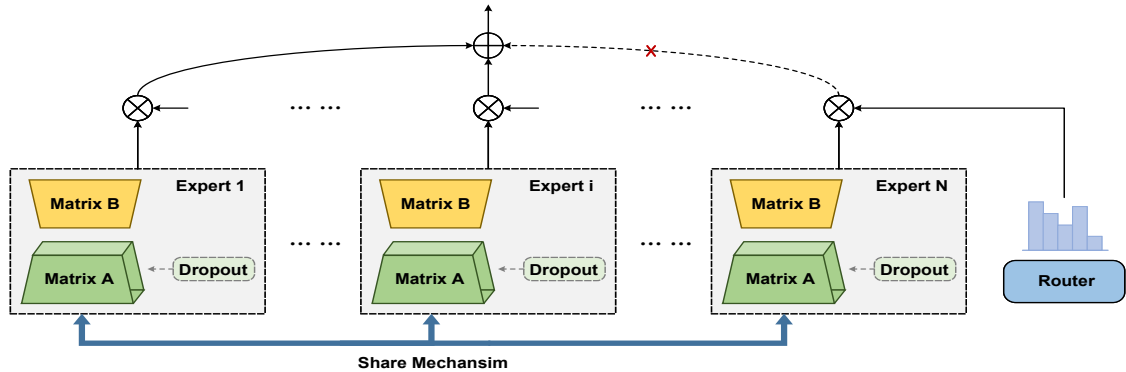 ... ...
... ...
Expert 1
Expert i
Expert N
Matrix B
Matrix B
Matrix B
... ...
... ...
Dropout
Dropout
Dropout
Matrix A
Matrix A
Matrix A
Router
Share Mechansim